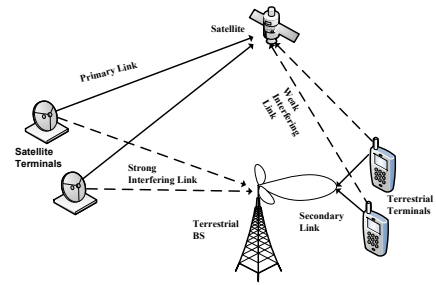 Satellite
Primary Link
Weak
Interfering
Link
Satellite
Terminals
Strong
Interfering Link
Terrestrial
BS
Secondary
Link
Terrestrial
Terminals